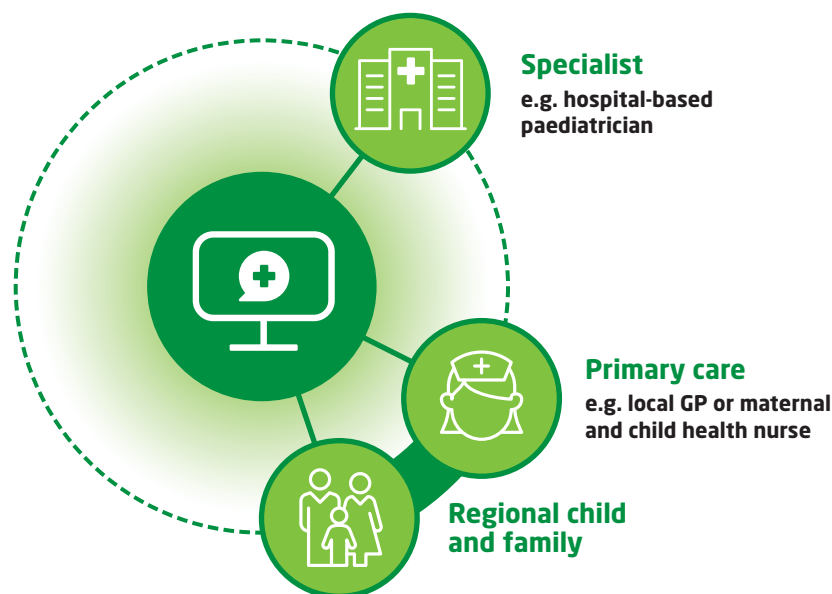 Specialist
e.g. hospital-based
paediatrician
Primary care
e.g. local GP or maternal
and child health nurse
Regional child
and family